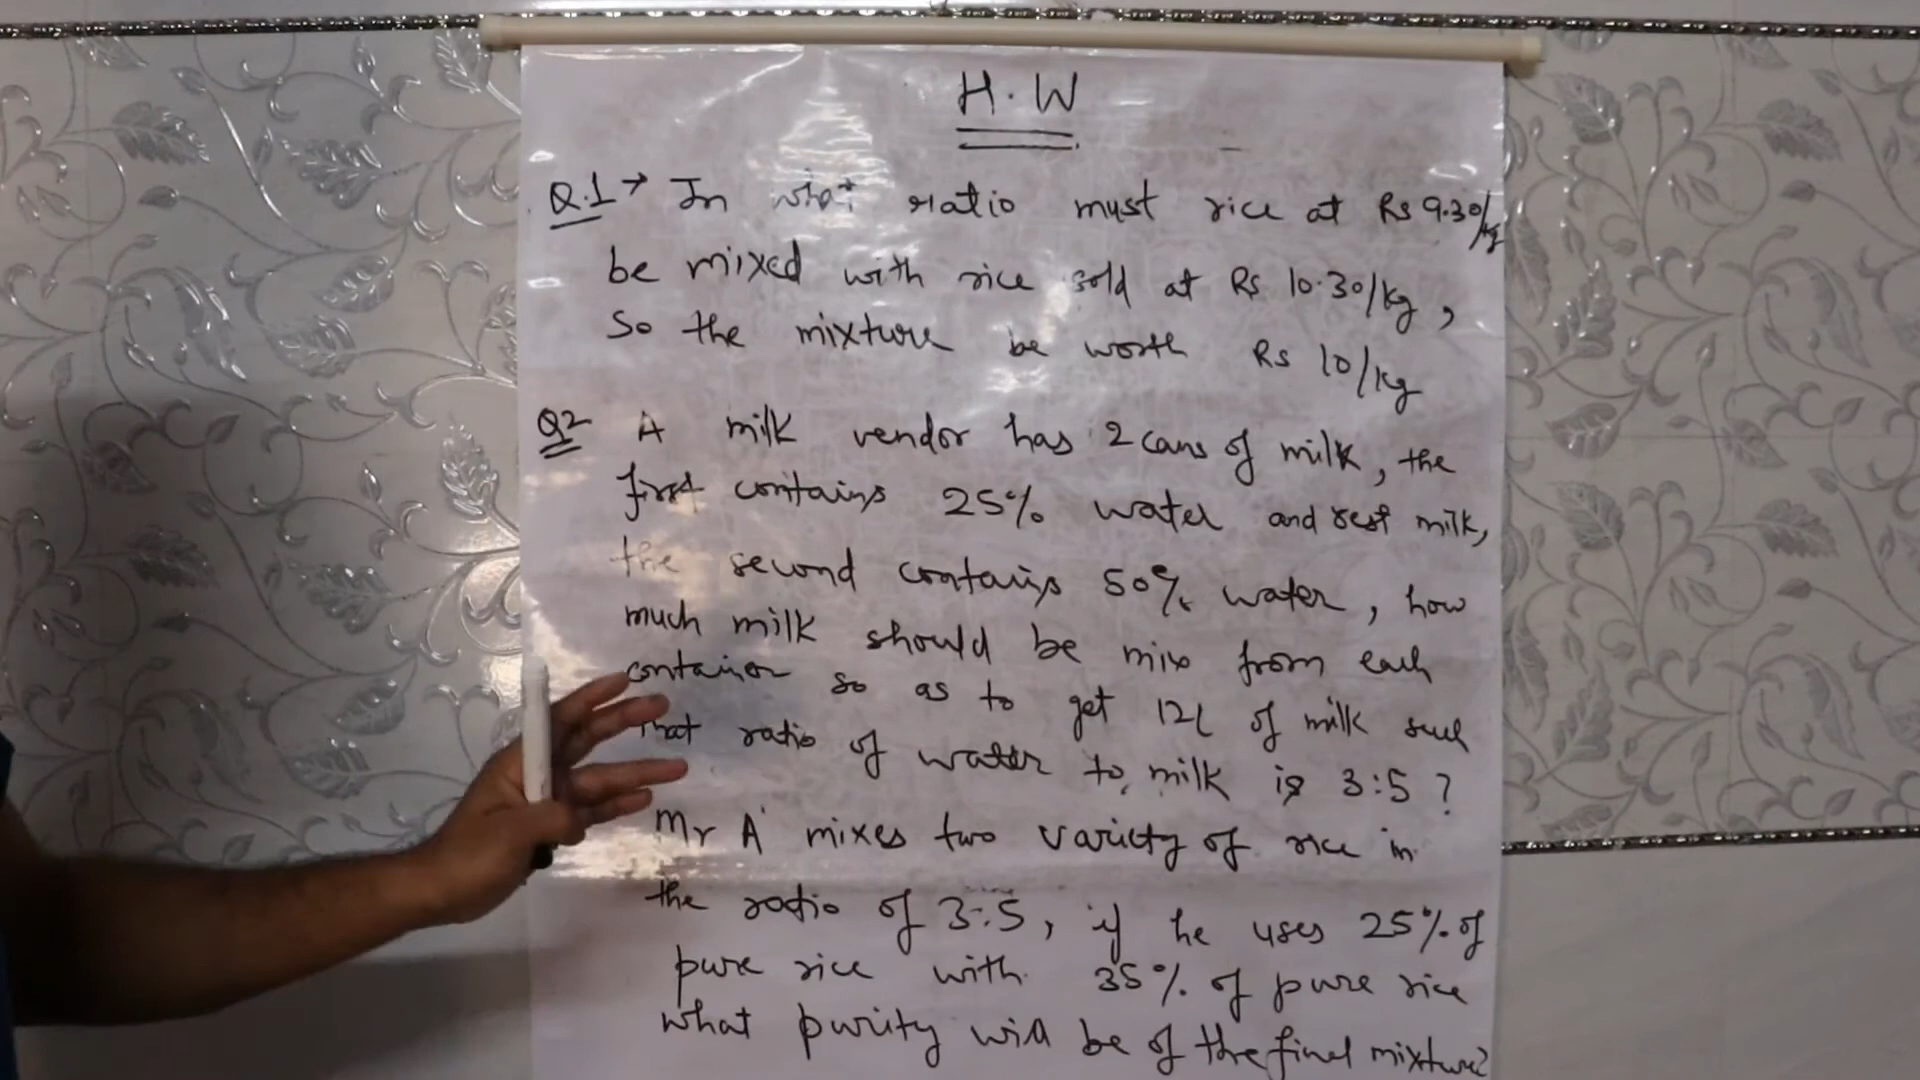 H.W
Q.1→ In what ratio must rice at Rs 9.30/kg
be mixed with rice sold at Rs 10.30/kg,
So the mixture be worth Rs 10/kg
Q2 A milk vendor has 2 cans of milk, the
first contains 25% water and rest milk,
the second contains 50% water, how
much milk should be mix from each
container so as to get 12l of milk such
that ratio of water to milk is 3:5?
Mr A mixes two variety of rice in
the ratio of 3:5, if he uses 25% of
pure rice with 35% of pure rice
what purity will be of the final mixture?